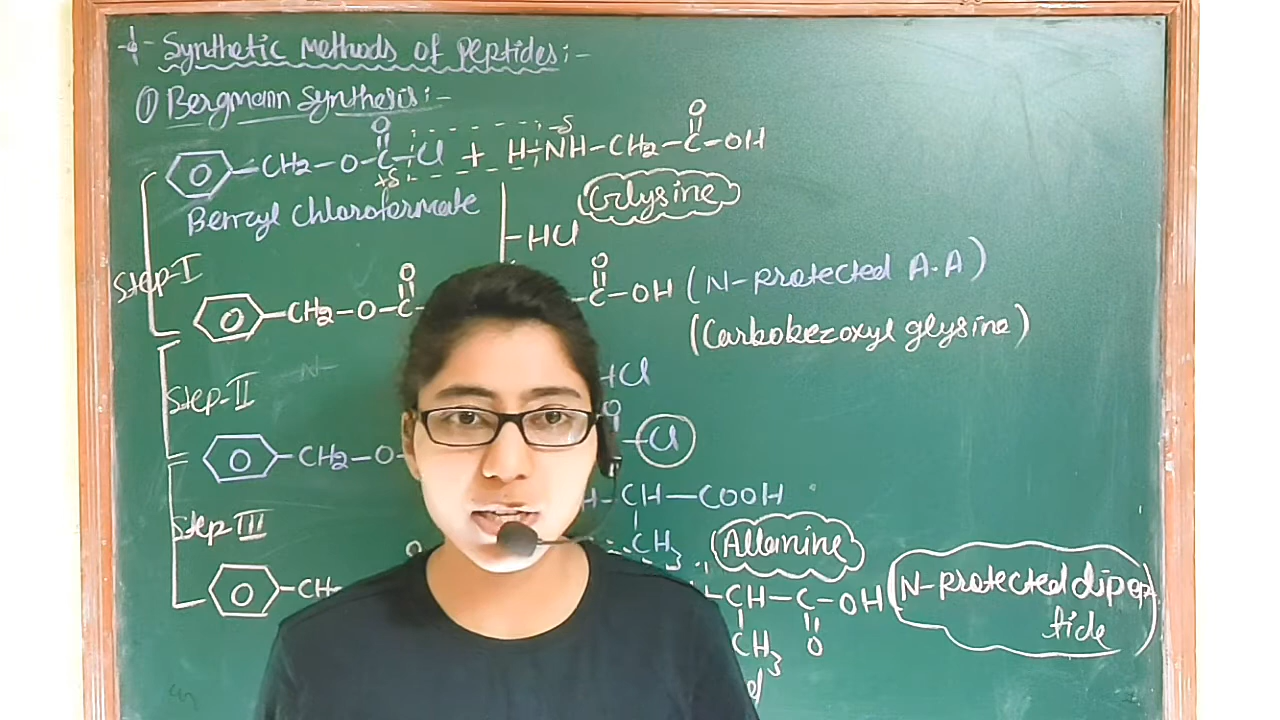 Synthetic Methods of Peptides:-
① Bergmann Synthesis:-
O O
CH2-O-C-Cl + H-NH-CH2-C-OH
+δ -δ
Benzyl Chloroformate
Glysine
-HCl
Step-I
O O
CH2-O-C C-OH (N-protected A.A)
(Carbobezoxyl glysine)
Step-II
Cl
O
CH2-O Cl
CH-COOH
Step-III
CH3
Allanine
O
CH CH-C-OH (N-protected dipep
tide)
CH3 O